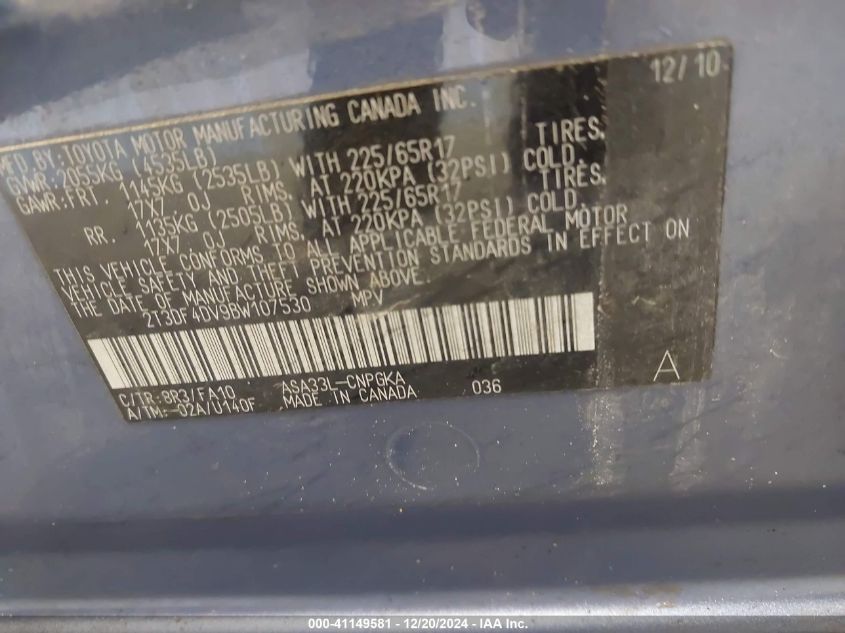 MFD. BY: TOYOTA MOTOR MANUFACTURING CANADA INC. 12/10
GVWR: 2055KG (4535LB)
GAWR: FRT. 1145KG (2535LB) WITH 225/65R17 TIRES,
17X7.0J RIMS, AT 220KPA (32PSI) COLD.
RR. 1135KG (2505LB) WITH 225/65R17 TIRES,
17X7.0J RIMS, AT 220KPA (32PSI) COLD.
THIS VEHICLE CONFORMS TO ALL APPLICABLE FEDERAL MOTOR
VEHICLE SAFETY AND THEFT PREVENTION STANDARDS IN EFFECT ON
THE DATE OF MANUFACTURE SHOWN ABOVE.
2T3DF4DV9BW107530 MPV
C/TR: 8R3/FA10 ASA33L-CNPGKA 036 A
A/TM: -02A/U140F MADE IN CANADA
000-41149581 - 12/20/2024 - IAA Inc.